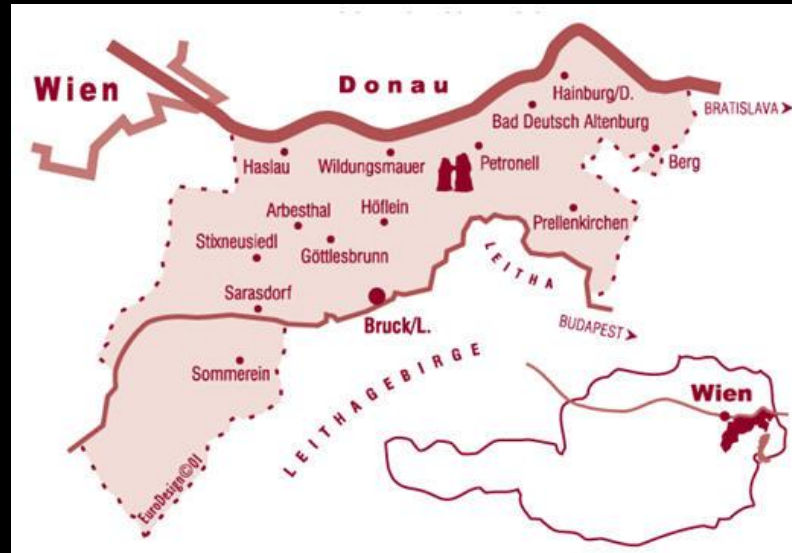 Wien
Donau
Hainburg/D.
Bad Deutsch Altenburg
BRATISLAVA
Haslau
Wildungsmauer
Petronell
Berg
Arbesthal
Höflein
Prellenkirchen
Stixneusiedl
Göttlesbrunn
LEITHA
Sarasdorf
Bruck/L.
BUDAPEST
Sommerein
LEITHAGEBIRGE
Wien
EuroDesign©01